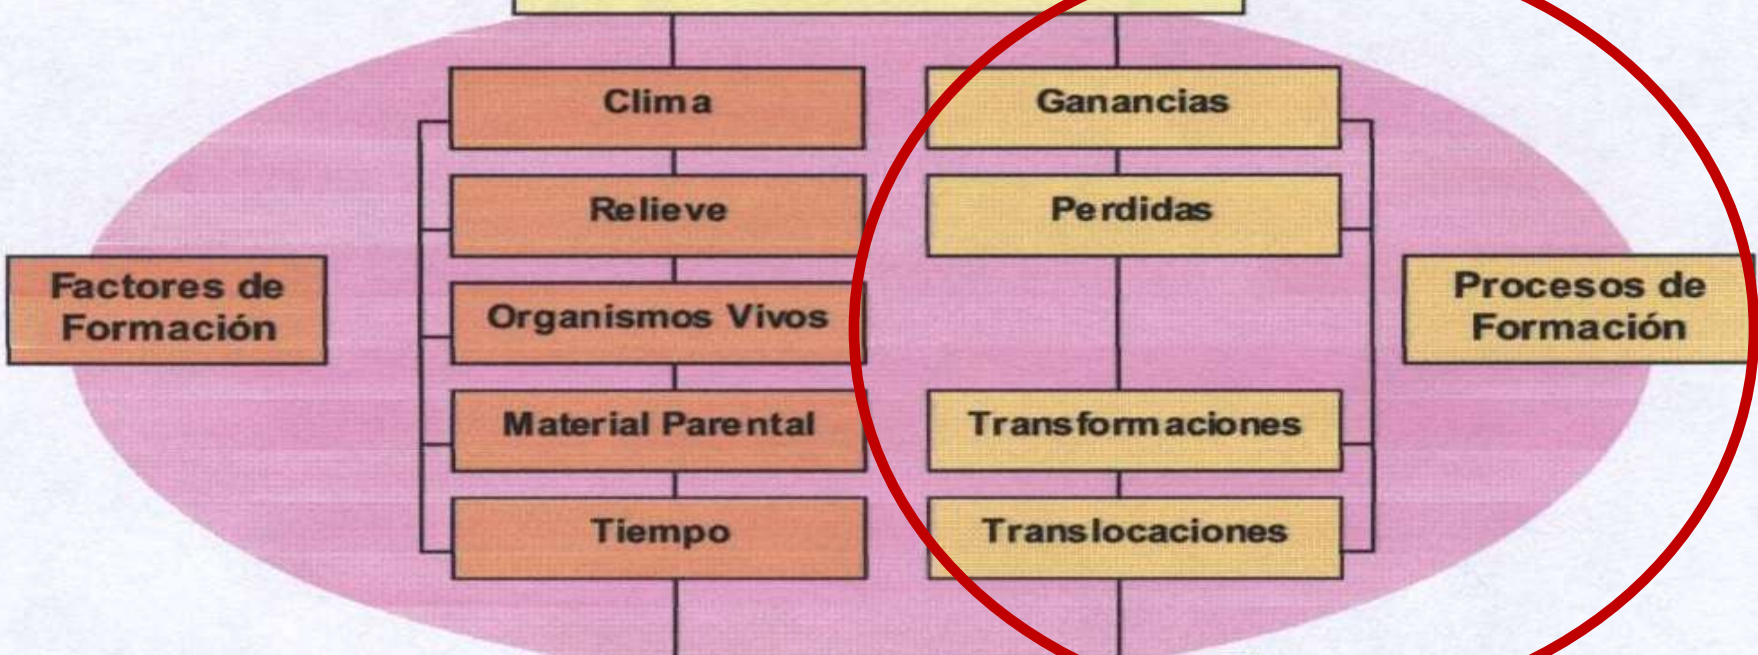 Clima
Relieve
Organismos Vivos
Material Parental
Tiempo
Factores de
Formación
Ganancias
Perdidas
Transformaciones
Translocaciones
Procesos de
Formación